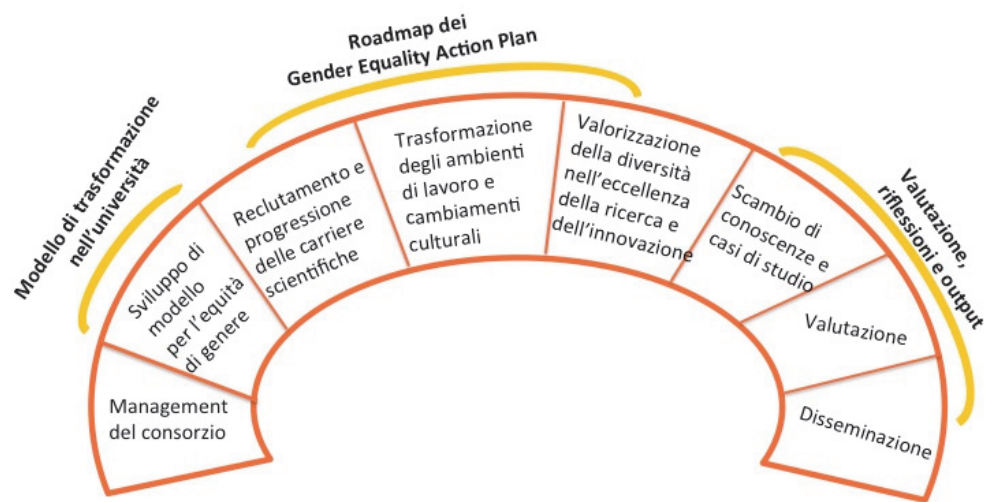 Roadmap dei
Gender Equality Action Plan
Modello di trasformazione
nell'università
Valutazione,
riflessioni e output
Management
del consorzio
Sviluppo di
modello
per l'equità
di genere
Reclutamento e
progressione
delle carriere
scientifiche
Trasformazione
degli ambienti
di lavoro e
cambiamenti
culturali
Valorizzazione
della diversità
nell'eccellenza
della ricerca e
dell'innovazione
Scambio di
conoscenze e
casi di studio
Valutazione
Disseminazione